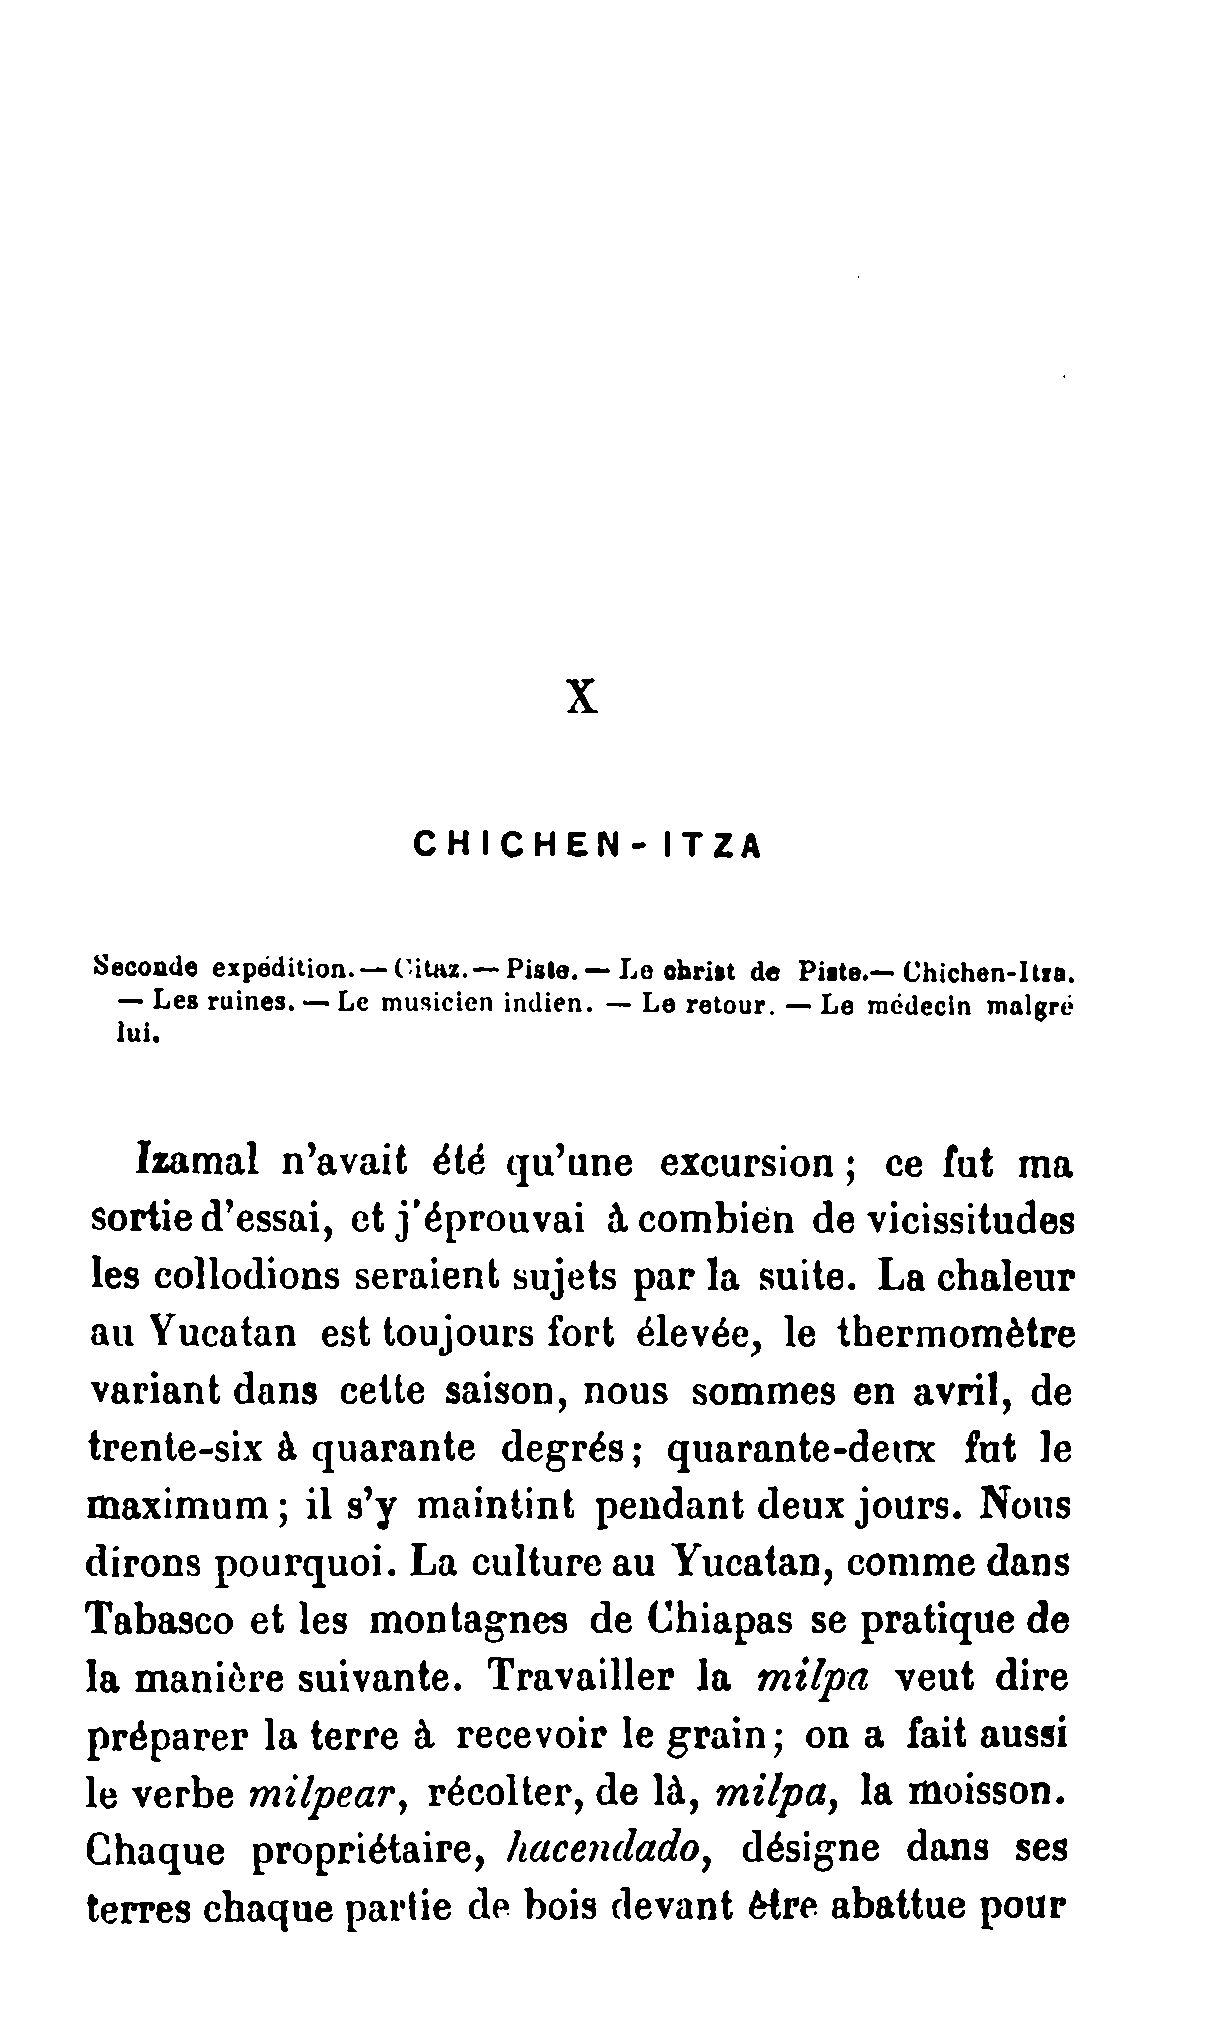 X
CHICHEN-ITZA
Seconde expédition. — Citaz. — Piste. — Le christ de Piste. — Chichen-Itza.
— Les ruines. — Le musicien indien. — Le retour. — Le médecin malgré
lui.
Izamal n'avait été qu'une excursion ; ce fut ma
sortie d'essai, et j'éprouvai à combien de vicissitudes
les collodions seraient sujets par la suite. La chaleur
au Yucatan est toujours fort élevée, le thermomètre
variant dans cette saison, nous sommes en avril, de
trente-six à quarante degrés ; quarante-deux fut le
maximum ; il s'y maintint pendant deux jours. Nous
dirons pourquoi. La culture au Yucatan, comme dans
Tabasco et les montagnes de Chiapas se pratique de
la manière suivante. Travailler la milpa veut dire
préparer la terre à recevoir le grain ; on a fait aussi
le verbe milpear, récolter, de là, milpa, la moisson.
Chaque propriétaire, hacendado, désigne dans ses
terres chaque partie de bois devant être abattue pour